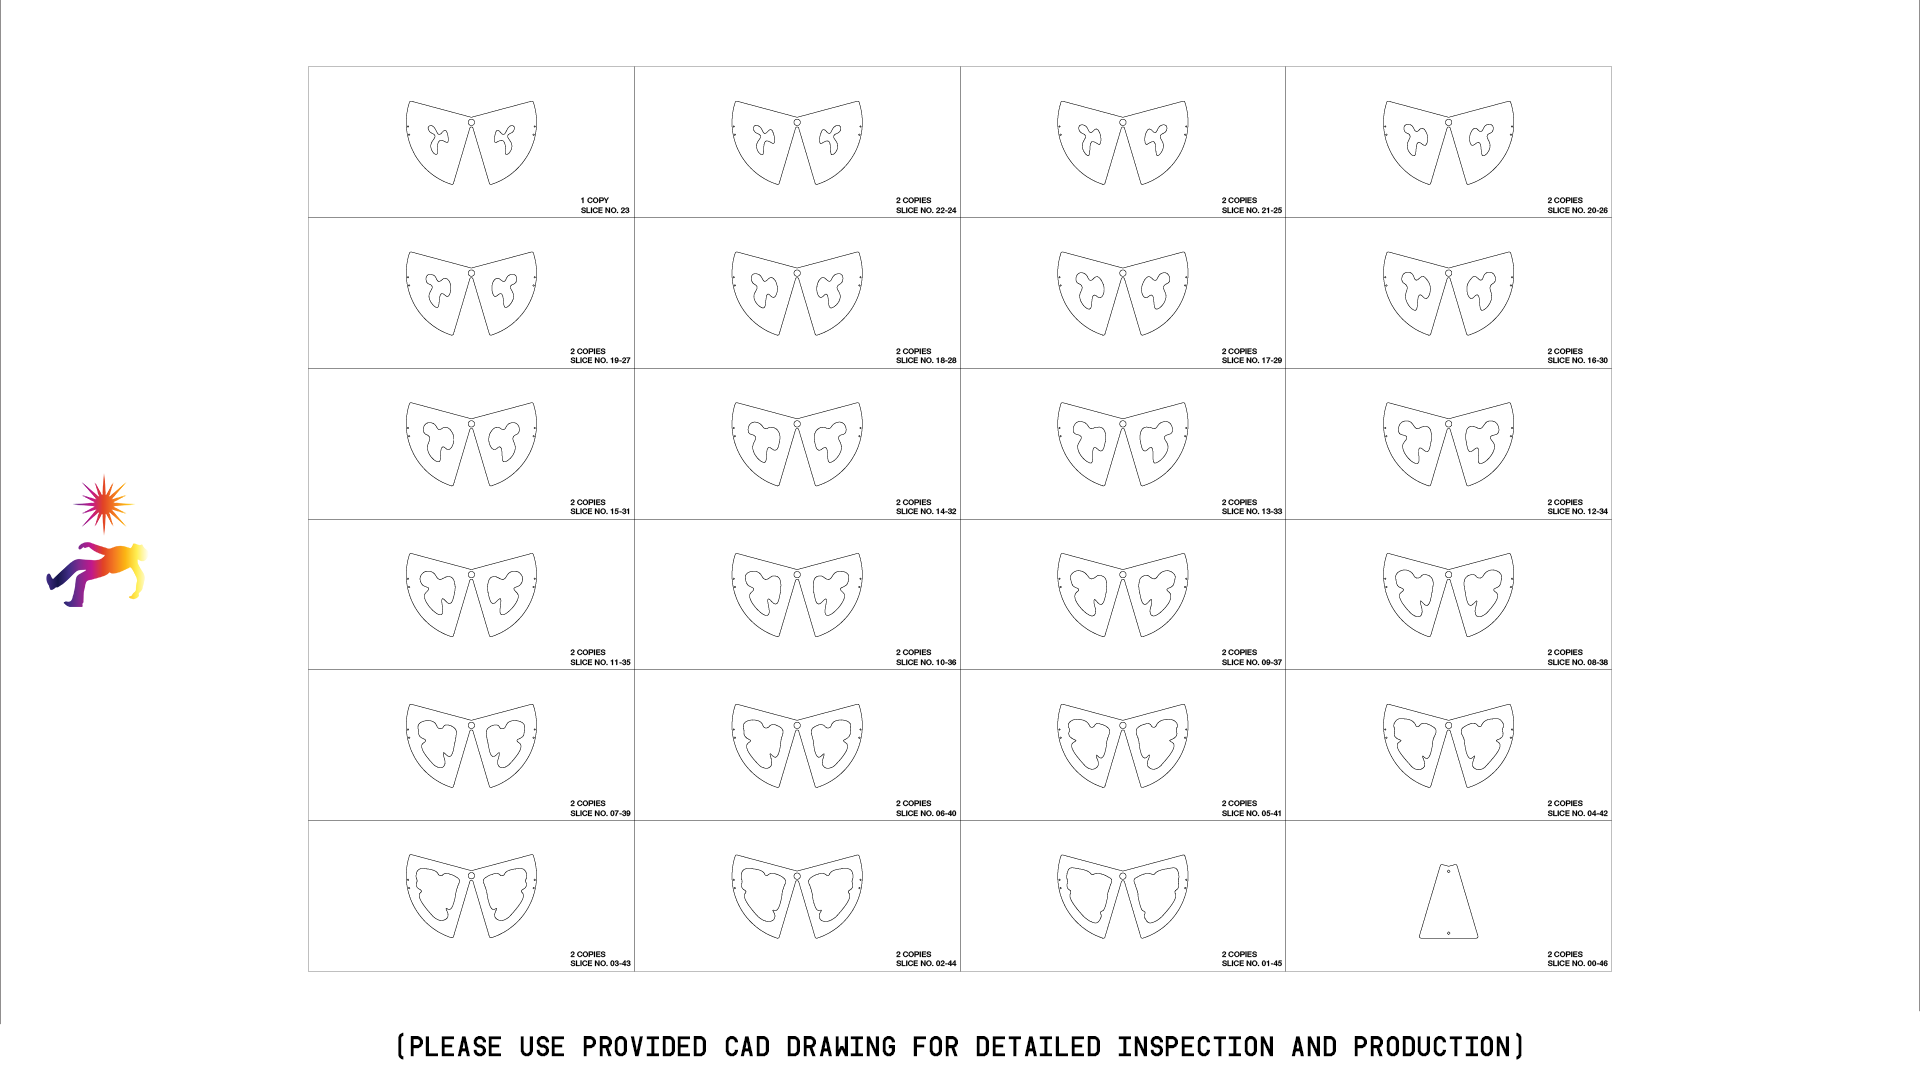 1 COPY
SLICE NO. 23
2 COPIES
SLICE NO. 22-24
2 COPIES
SLICE NO. 21-25
2 COPIES
SLICE NO. 20-26
2 COPIES
SLICE NO. 19-27
2 COPIES
SLICE NO. 18-28
2 COPIES
SLICE NO. 17-29
2 COPIES
SLICE NO. 16-30
2 COPIES
SLICE NO. 15-31
2 COPIES
SLICE NO. 14-32
2 COPIES
SLICE NO. 13-33
2 COPIES
SLICE NO. 12-34
2 COPIES
SLICE NO. 11-35
2 COPIES
SLICE NO. 10-36
2 COPIES
SLICE NO. 09-37
2 COPIES
SLICE NO. 08-38
2 COPIES
SLICE NO. 07-39
2 COPIES
SLICE NO. 06-40
2 COPIES
SLICE NO. 05-41
2 COPIES
SLICE NO. 04-42
2 COPIES
SLICE NO. 03-43
2 COPIES
SLICE NO. 02-44
2 COPIES
SLICE NO. 01-45
2 COPIES
SLICE NO. 00-46
(PLEASE USE PROVIDED CAD DRAWING FOR DETAILED INSPECTION AND PRODUCTION)